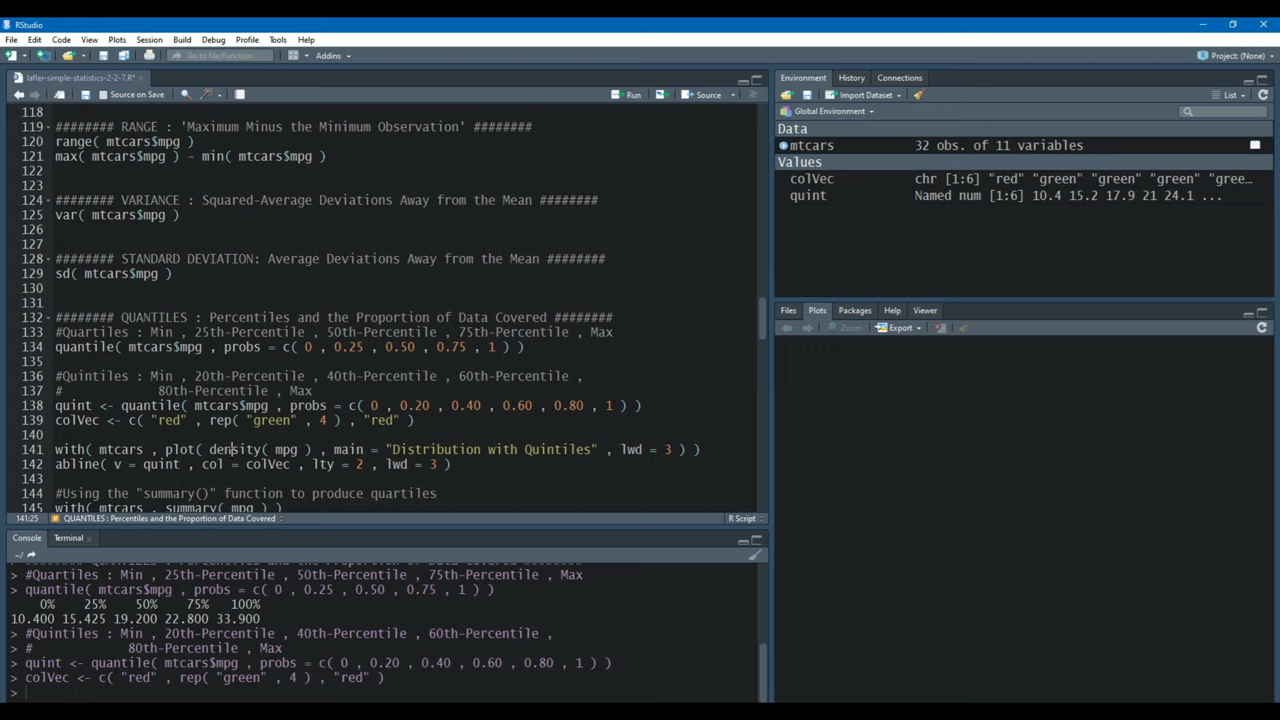 RStudio
File Edit Code View Plots Session Build Debug Profile Tools Help
Go to file/function Addins Project: (None)
lafler-simple-statistics-2-2-7.R*
Source on Save Run Source
118
119 ######## RANGE : 'Maximum Minus the Minimum Observation' ########
120 range( mtcars$mpg )
121 max( mtcars$mpg ) - min( mtcars$mpg )
122
123
124 ######## VARIANCE : Squared-Average Deviations Away from the Mean ########
125 var( mtcars$mpg )
126
127
128 ######## STANDARD DEVIATION: Average Deviations Away from the Mean ########
129 sd( mtcars$mpg )
130
131
132 ######## QUANTILES : Percentiles and the Proportion of Data Covered ########
133 #Quartiles : Min , 25th-Percentile , 50th-Percentile , 75th-Percentile , Max
134 quantile( mtcars$mpg , probs = c( 0 , 0.25 , 0.50 , 0.75 , 1 ) )
135
136 #Quintiles : Min , 20th-Percentile , 40th-Percentile , 60th-Percentile ,
137 # 80th-Percentile , Max
138 quint <- quantile( mtcars$mpg , probs = c( 0 , 0.20 , 0.40 , 0.60 , 0.80 , 1 ) )
139 colVec <- c( "red" , rep( "green" , 4 ) , "red" )
140
141 with( mtcars , plot( density( mpg ) , main = "Distribution with Quintiles" , lwd = 3 ) )
142 abline( v = quint , col = colVec , lty = 2 , lwd = 3 )
143
144 #Using the "summary()" function to produce quartiles
145 with( mtcars , summary( mpg ) )
141:25 QUANTILES : Percentiles and the Proportion of Data Covered R Script
Console Terminal
~/
> #Quartiles : Min , 25th-Percentile , 50th-Percentile , 75th-Percentile , Max
> quantile( mtcars$mpg , probs = c( 0 , 0.25 , 0.50 , 0.75 , 1 ) )
0% 25% 50% 75% 100%
10.400 15.425 19.200 22.800 33.900
> #Quintiles : Min , 20th-Percentile , 40th-Percentile , 60th-Percentile ,
> # 80th-Percentile , Max
> quint <- quantile( mtcars$mpg , probs = c( 0 , 0.20 , 0.40 , 0.60 , 0.80 , 1 ) )
> colVec <- c( "red" , rep( "green" , 4 ) , "red" )
>
Environment History Connections
Import Dataset List
Global Environment
Data
mtcars 32 obs. of 11 variables
Values
colVec chr [1:6] "red" "green" "green" "green" "gree…
quint Named num [1:6] 10.4 15.2 17.9 21 24.1 ...
Files Plots Packages Help Viewer
Zoom Export